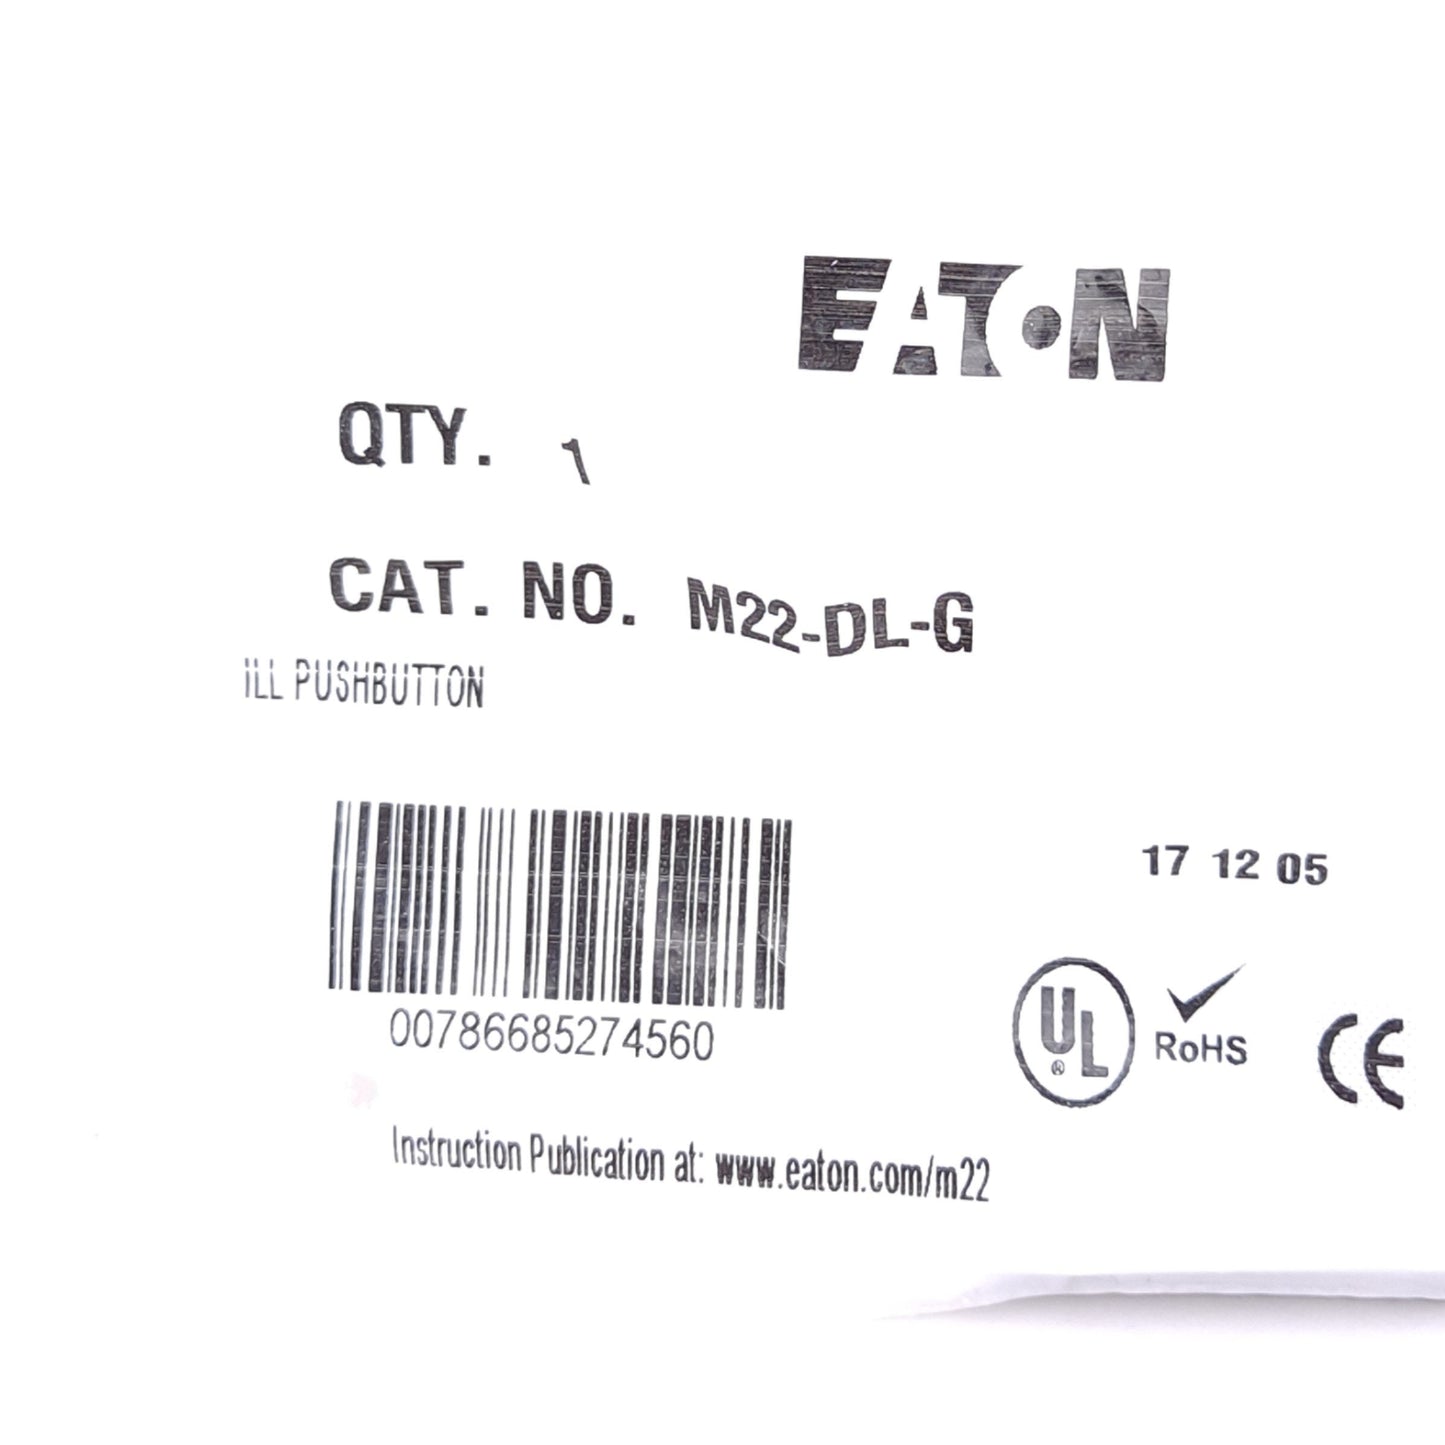 EATON
QTY. 1
CAT. NO. M22-DL-G
ILL PUSHBUTTON
17 12 05
00786685274560
UL ®
RoHS
CE
Instruction Publication at: www.eaton.com/m22